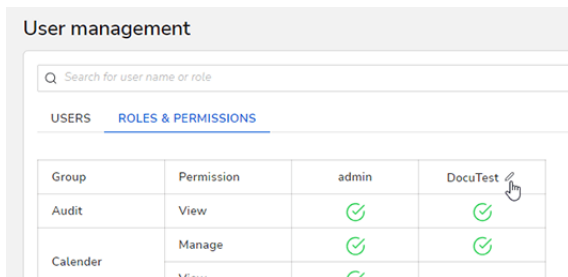 User management
Search for user name or role
USERS ROLES & PERMISSIONS
Group Permission admin DocuTest
Audit View
Manage
Calender
View